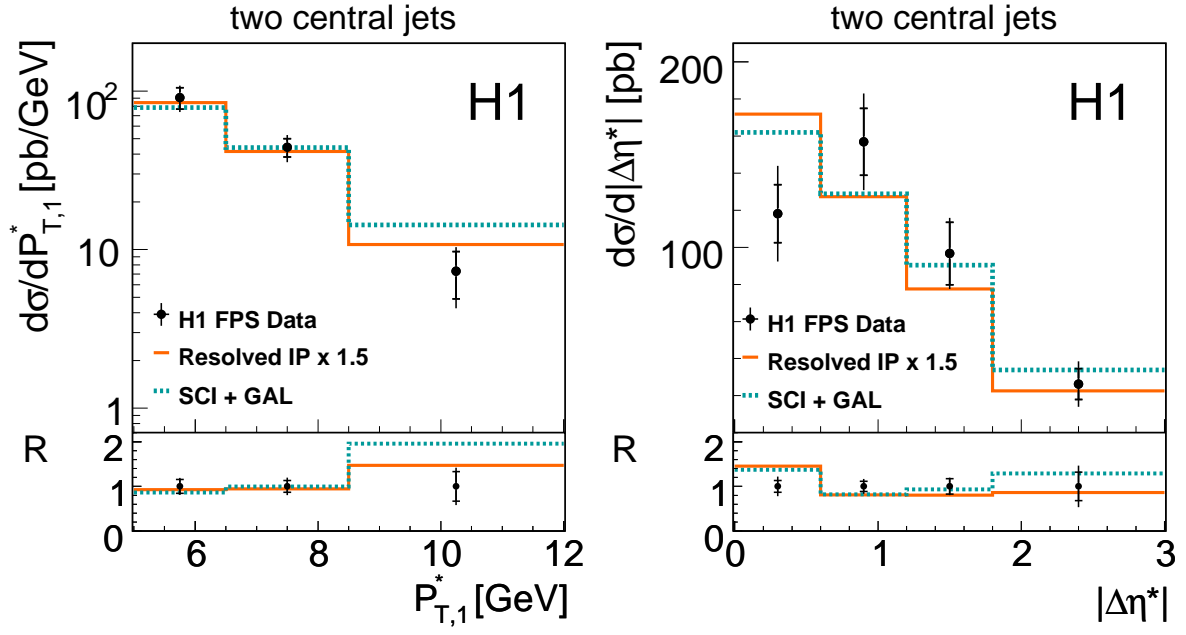 two central jets
dσ/dP*T,1 [pb/GeV]
10²
10
1
H1
H1 FPS Data
Resolved IP x 1.5
SCI + GAL
R
2
1
0
6 8 10 12
P*T,1 [GeV]
two central jets
dσ/d|Δη*| [pb]
200
100
H1
H1 FPS Data
Resolved IP x 1.5
SCI + GAL
R
2
1
0
0 1 2 3
|Δη*|